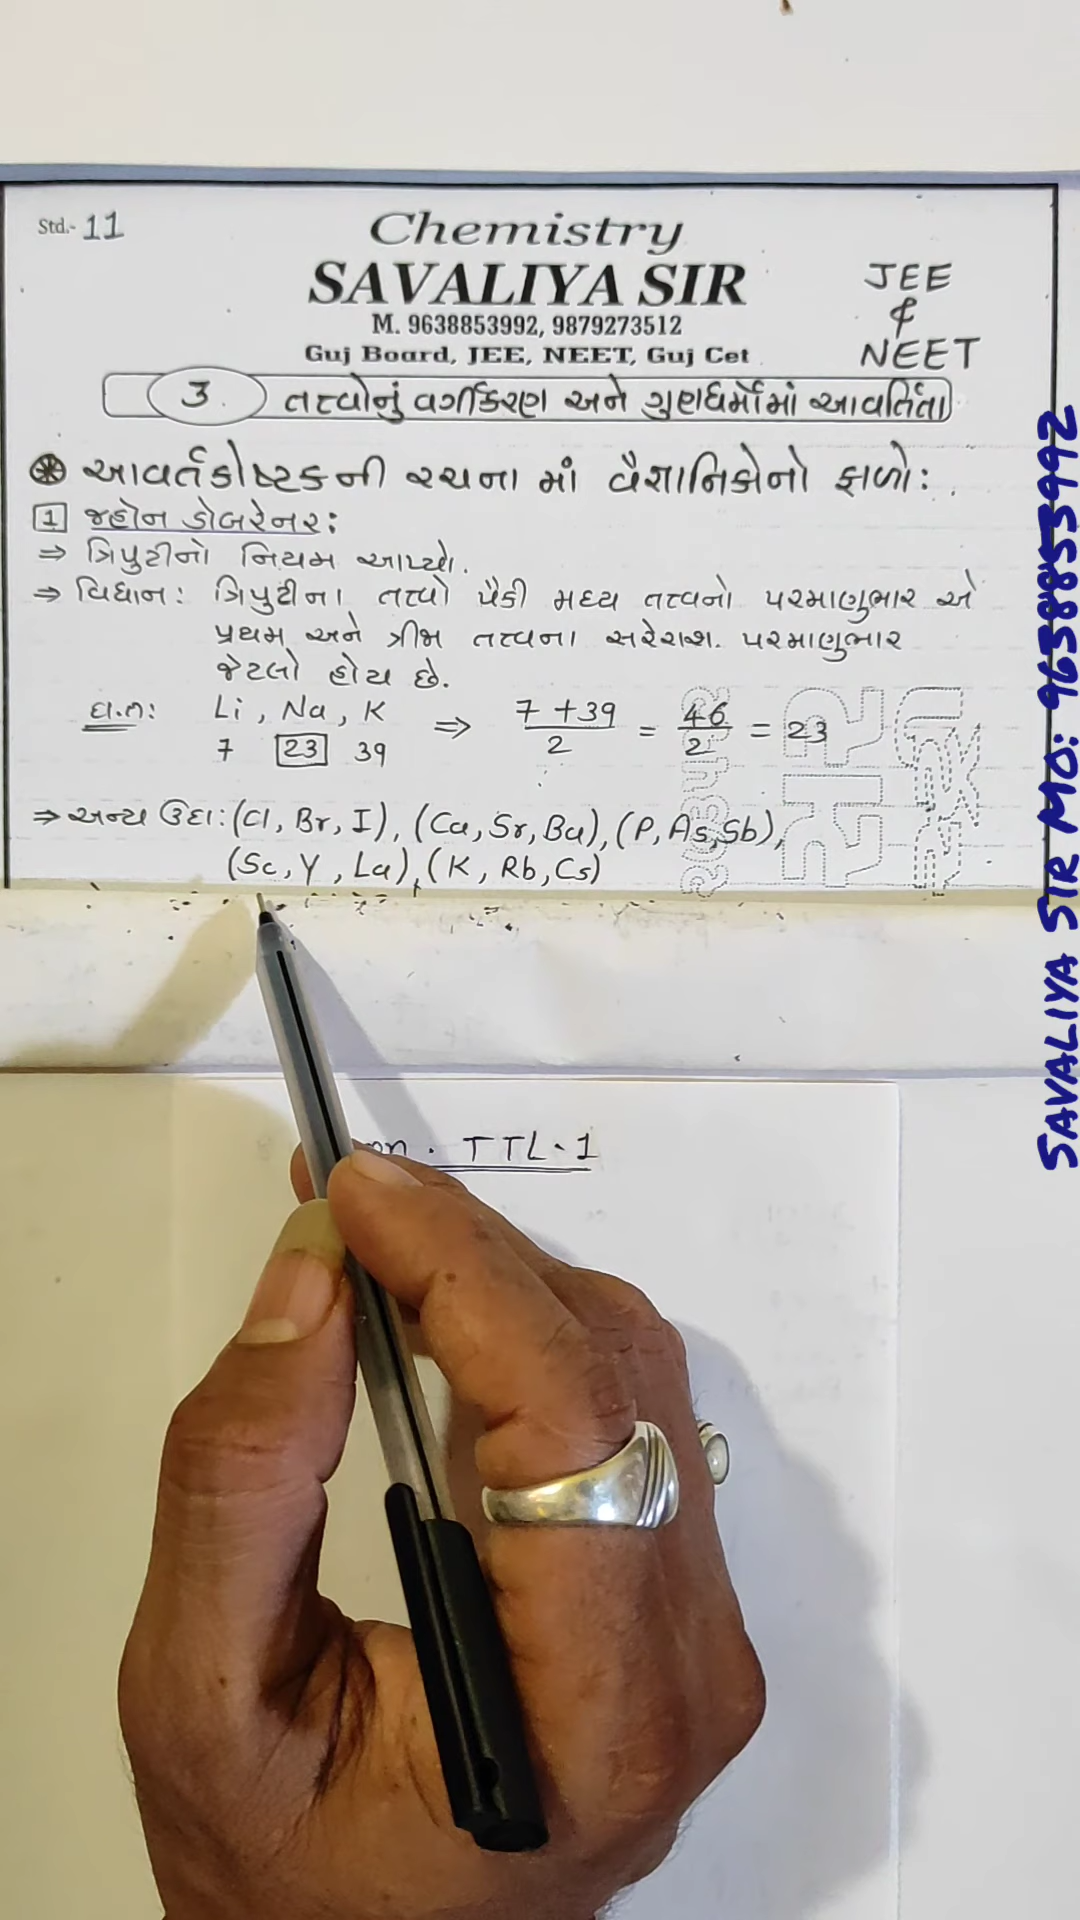 Std.- 11
Chemistry
SAVALIYA SIR
M. 9638853992, 9879273512
Guj Board, JEE, NEET, Guj Cet
JEE
&
NEET
3. તત્ત્વોનું વર્ગીકરણ અને ગુણધર્મોમાં આવર્તિતા
આવર્તકોષ્ટકની રચના માં વૈજ્ઞાનિકોનો ફાળો:
1 જ્હોન ડોબરેનર:
⇒ ત્રિપુટીનો નિયમ આપ્યો.
⇒ વિધાન: ત્રિપુટીના તત્વો પૈકી મધ્ય તત્વનો પરમાણુભાર એ
પ્રથમ અને ત્રીજા તત્વના સરેરાશ પરમાણુભાર
જેટલો હોય છે.
દા.ત: Li, Na, K ⇒ 7+39/2 = 46/2 = 23
7 23 39
⇒ અન્ય ઉદા: (Cl, Br, I), (Ca, Sr, Ba), (P, As, Sb),
(Sc, Y, La), (K, Rb, Cs)
TTL-1
SAVALIYA SIR MO: 9638853992